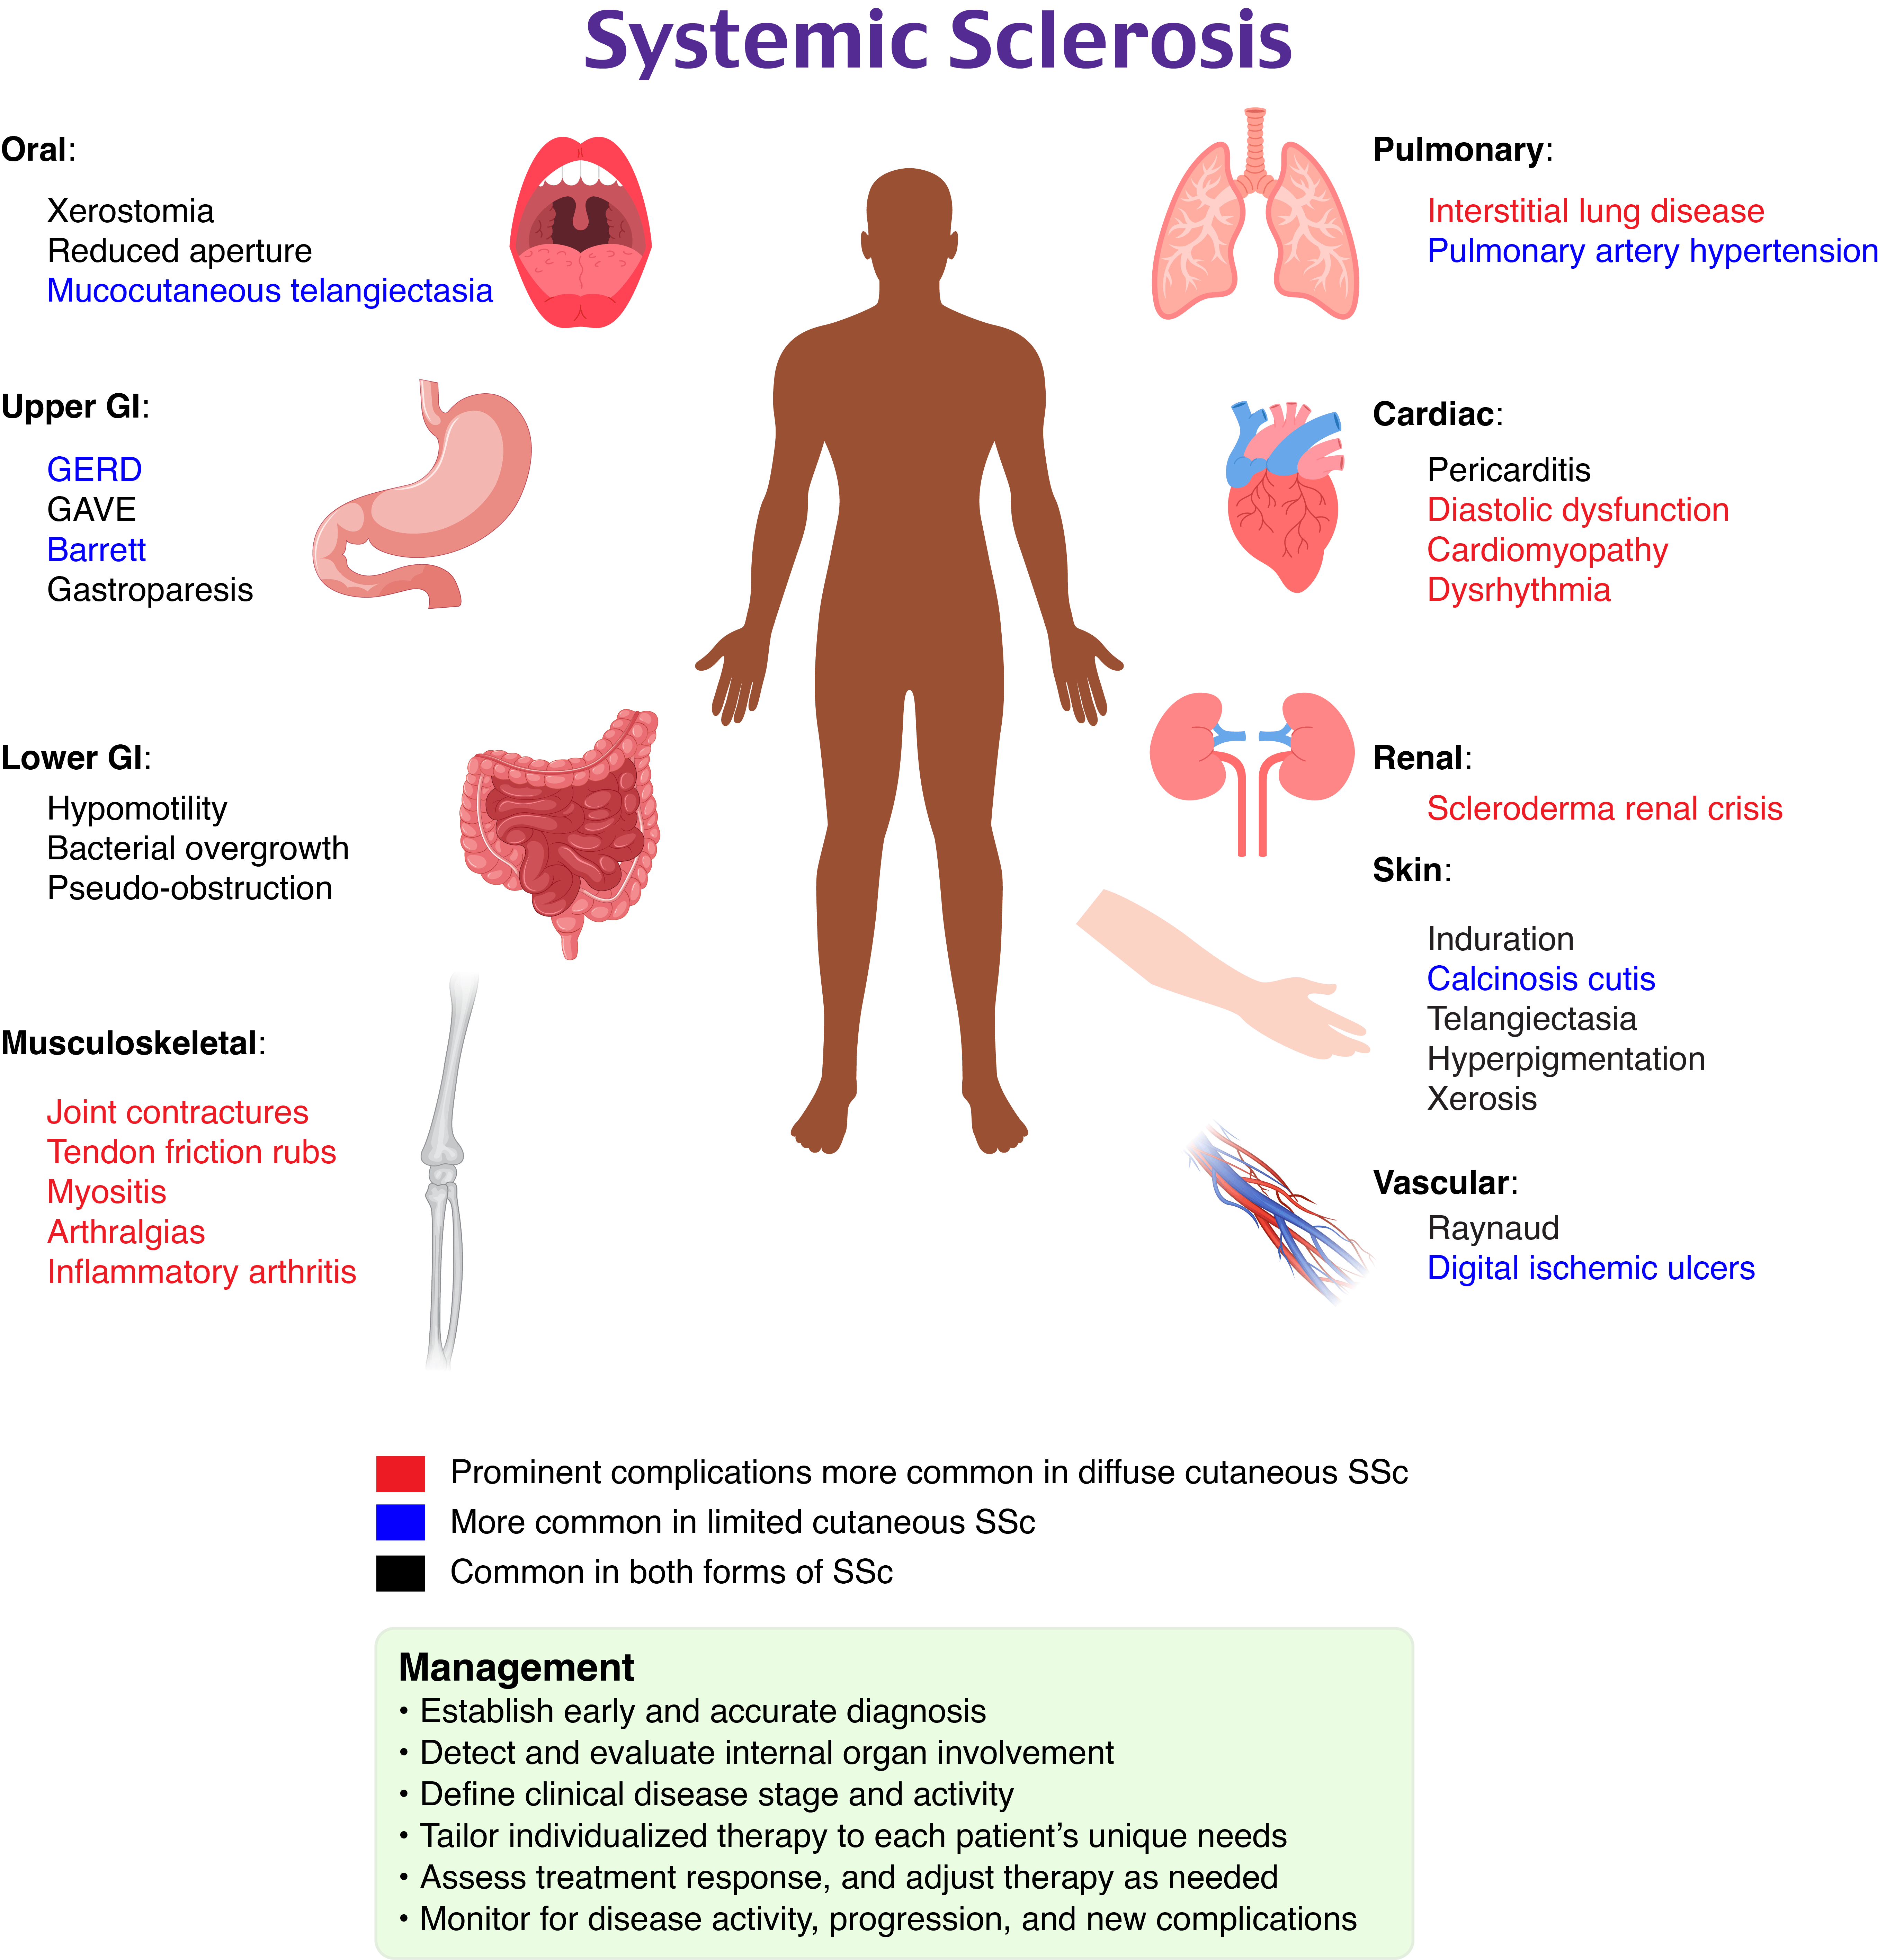 Systemic Sclerosis
Oral:
Xerostomia
Reduced aperture
Mucocutaneous telangiectasia
Upper GI:
GERD
GAVE
Barrett
Gastroparesis
Lower GI:
Hypomotility
Bacterial overgrowth
Pseudo-obstruction
Musculoskeletal:
Joint contractures
Tendon friction rubs
Myositis
Arthralgias
Inflammatory arthritis
Pulmonary:
Interstitial lung disease
Pulmonary artery hypertension
Cardiac:
Pericarditis
Diastolic dysfunction
Cardiomyopathy
Dysrhythmia
Renal:
Scleroderma renal crisis
Skin:
Induration
Calcinosis cutis
Telangiectasia
Hyperpigmentation
Xerosis
Vascular:
Raynaud
Digital ischemic ulcers
Prominent complications more common in diffuse cutaneous SSc
More common in limited cutaneous SSc
Common in both forms of SSc
Management
• Establish early and accurate diagnosis
• Detect and evaluate internal organ involvement
• Define clinical disease stage and activity
• Tailor individualized therapy to each patient’s unique needs
• Assess treatment response, and adjust therapy as needed
• Monitor for disease activity, progression, and new complications